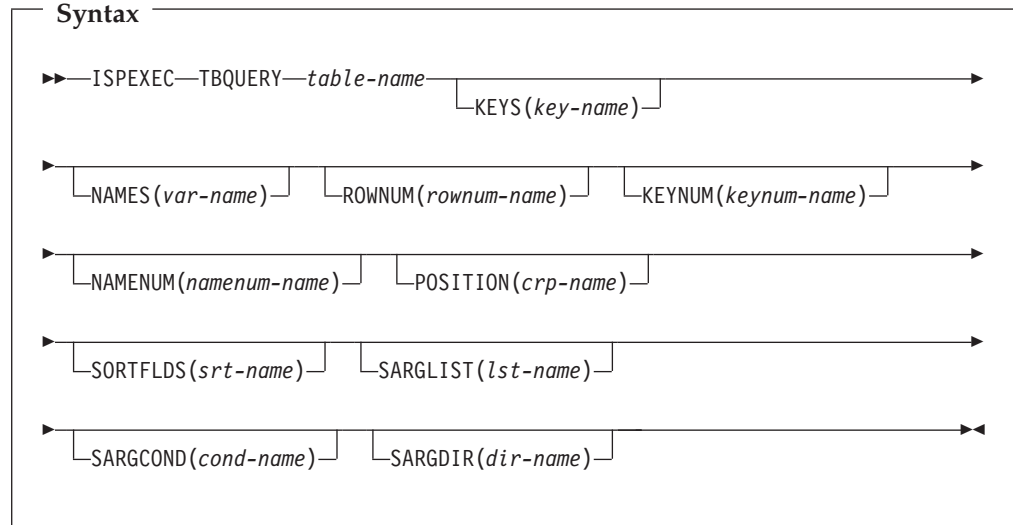 Syntax
ISPEXEC TBQUERY table-name
KEYS(key-name)
NAMES(var-name) ROWNUM(rownum-name) KEYNUM(keynum-name)
NAMENUM(namenum-name) POSITION(crp-name)
SORTFLDS(srt-name) SARGLIST(lst-name)
SARGCOND(cond-name) SARGDIR(dir-name)